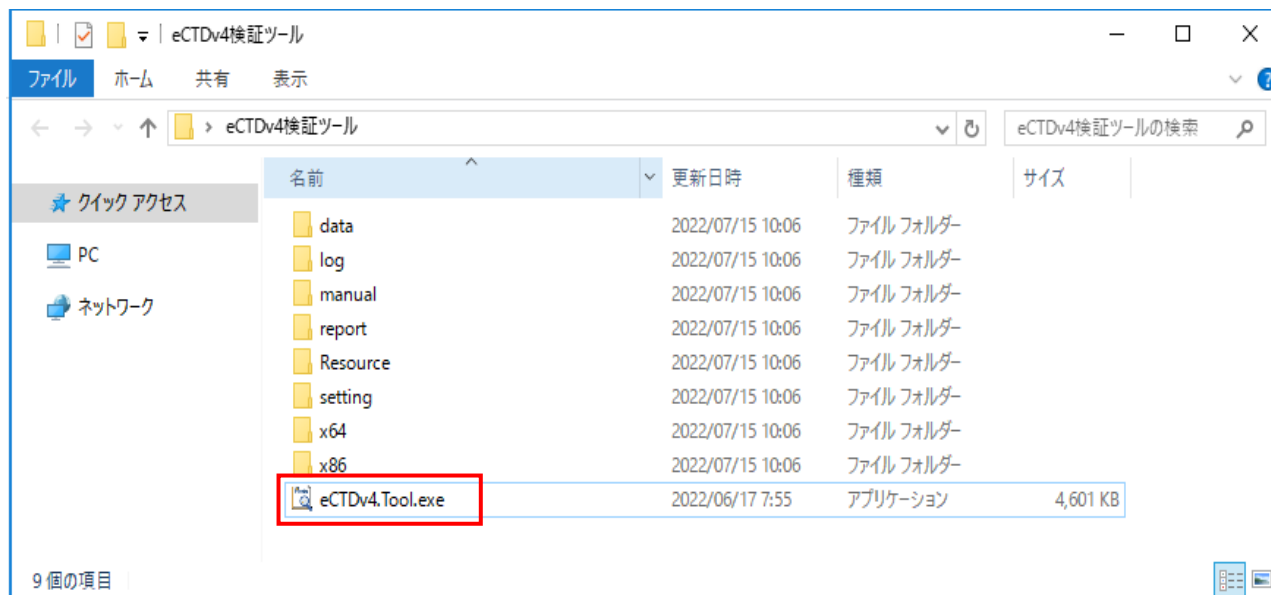 eCTDv4検証ツール
ファイル ホーム 共有 表示
eCTDv4検証ツール eCTDv4検証ツールの検索
名前 更新日時 種類 サイズ
クイック アクセス
PC
ネットワーク
data 2022/07/15 10:06 ファイル フォルダー
log 2022/07/15 10:06 ファイル フォルダー
manual 2022/07/15 10:06 ファイル フォルダー
report 2022/07/15 10:06 ファイル フォルダー
Resource 2022/07/15 10:06 ファイル フォルダー
setting 2022/07/15 10:06 ファイル フォルダー
x64 2022/07/15 10:06 ファイル フォルダー
x86 2022/07/15 10:06 ファイル フォルダー
eCTDv4.Tool.exe 2022/06/17 7:55 アプリケーション 4,601 KB
9 個の項目